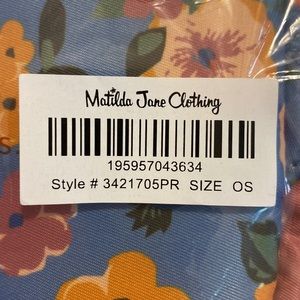 Matilda Jane Clothing
195957043634
Style # 3421705PR SIZE OS